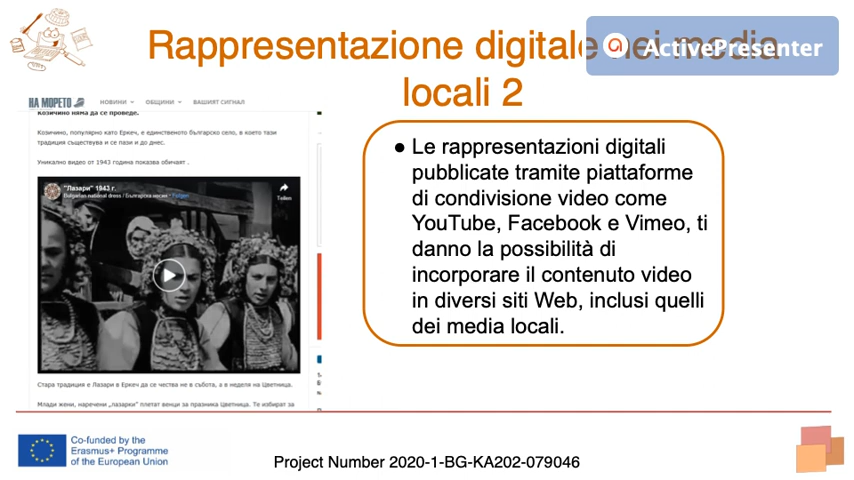 Rappresentazione digitale nei media
locali 2
ActivePresenter
НА МОРЕТО
НОВИНИ
ОБЩИНИ
ВАШИЯТ СИГНАЛ
Козичино няма да се проведе.
Козичино, популярно като Еркеч, е единственото българско село, в което тази
традиция съществува и се пази и до днес.
Уникално видео от 1943 година показва обичаят .
"Лазари" 1943 г.
Bulgarian national dress / Български носии
Teilen
Стара традиция е Лазари в Еркеч да се чества не в събота, а в неделя на Цветница.
Млади жени, наречени „лазарки" плетат венци за празника Цветница. Те избират за
● Le rappresentazioni digitali
pubblicate tramite piattaforme
di condivisione video come
YouTube, Facebook e Vimeo, ti
danno la possibilità di
incorporare il contenuto video
in diversi siti Web, inclusi quelli
dei media locali.
Co-funded by the
Erasmus+ Programme
of the European Union
Project Number 2020-1-BG-KA202-079046